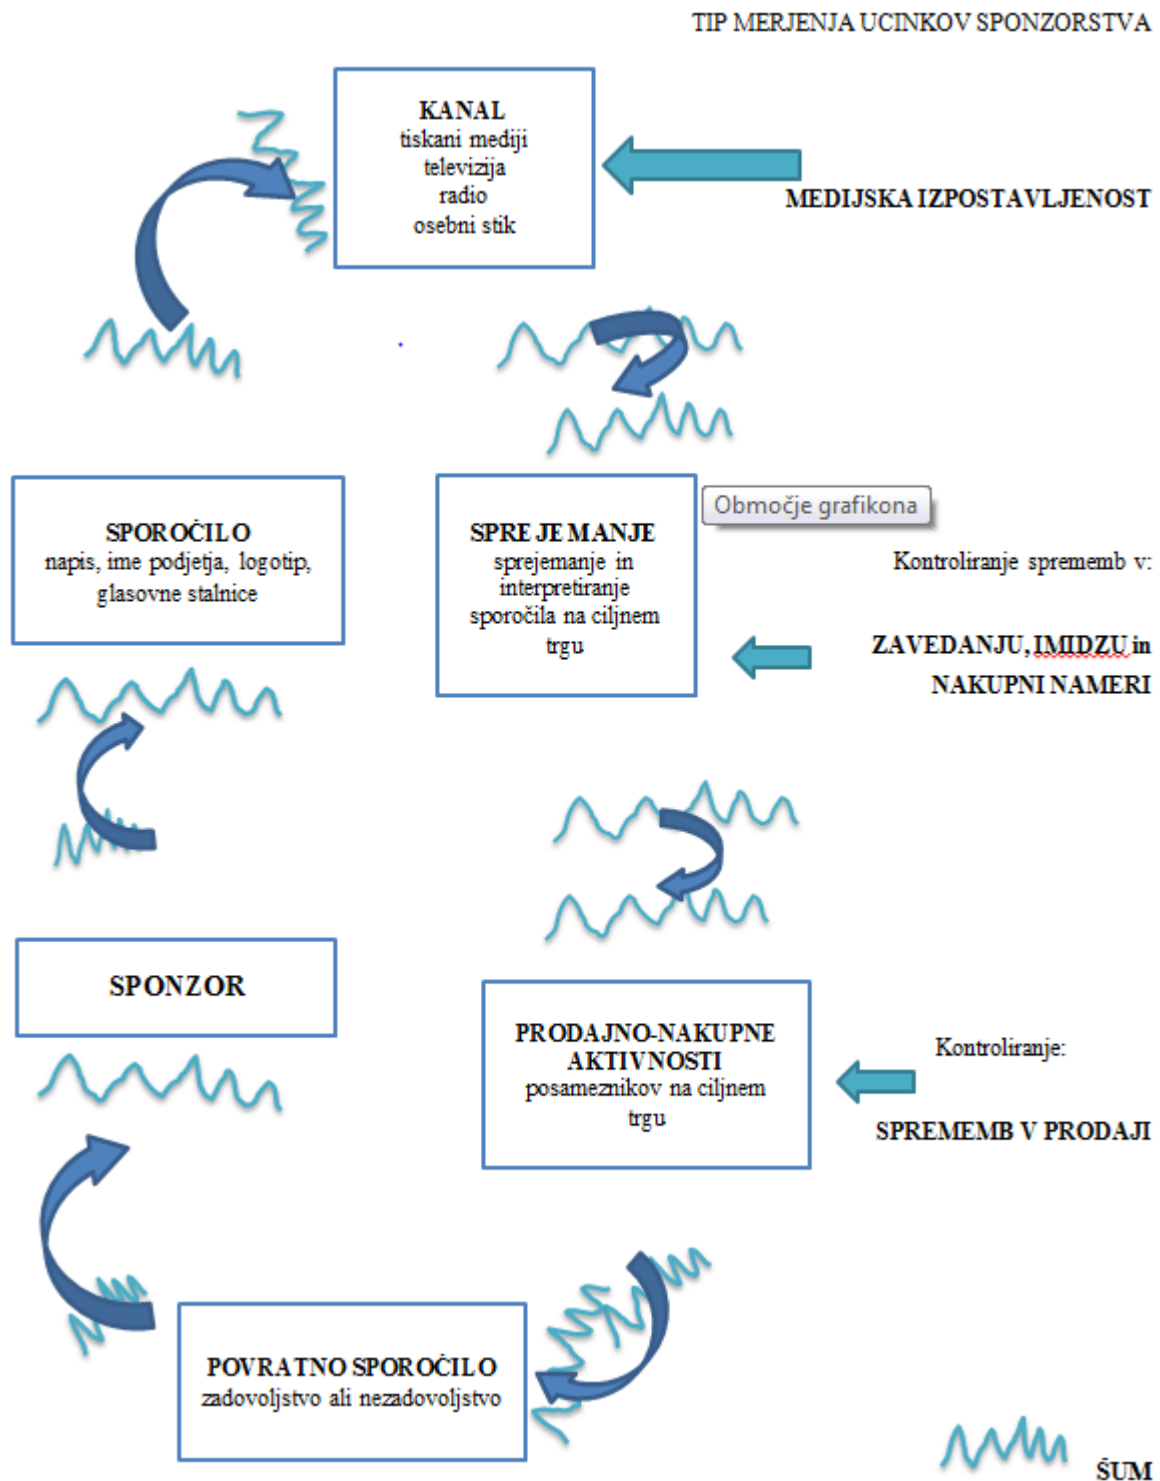 TIP MERJENJA UCINKOV SPONZORSTVA
KANAL
tiskani mediji
televizija
radio
osebni stik
MEDIJSKA IZPOSTAVLJENOST
SPOROČILO
napis, ime podjetja, logotip,
glasovne stalnice
SPREJEMANJE
sprejemanje in
interpretiranje
sporočila na ciljnem
trgu
Območje grafikona
Kontroliranje sprememb v:
ZAVEDANJU, IMIDZU in
NAKUPNI NAMERI
SPONZOR
PRODAJNO-NAKUPNE
AKTIVNOSTI
posameznikov na ciljnem
trgu
Kontroliranje:
SPREMEMB V PRODAJI
POVRATNO SPOROČILO
zadovoljstvo ali nezadovoljstvo
ŠUM